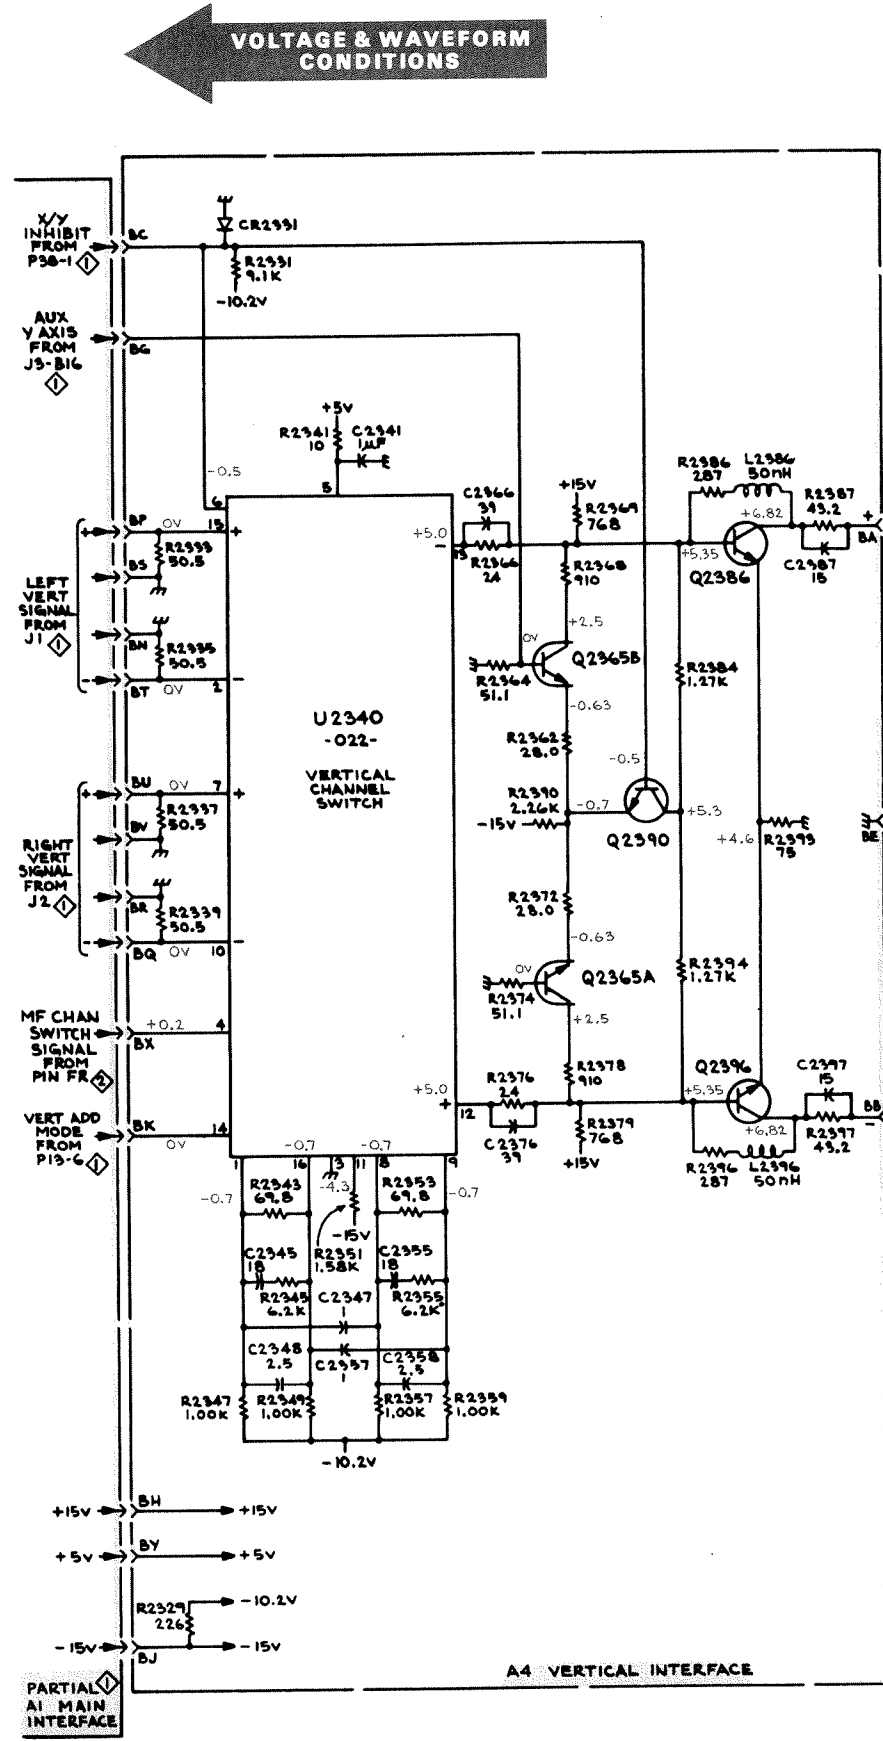 VOLTAGE & WAVEFORM
CONDITIONS
X/Y
INHIBIT
FROM
P38-1
1
BC
CR2331
R2331
9.1K
-10.2V
AUX
Y AXIS
FROM
J3-B16
1
BG
+5V
R2341
10
C2341
1μF
-0.5
6
5
LEFT
VERT
SIGNAL
FROM
J1
1
+
BP
0V
15
+
R2333
50.5
BS
BN
R2335
50.5
-
BT
0V
2
-
U2340
-022-
VERTICAL
CHANNEL
SWITCH
RIGHT
VERT
SIGNAL
FROM
J2
1
+
BU
0V
7
+
R2337
50.5
BV
BR
R2339
50.5
-
BQ
0V
10
-
MF CHAN
SWITCH
SIGNAL
FROM
PIN FR
2
BX
+0.2
4
VERT ADD
MODE
FROM
P13-6
1
BK
0V
14
+5.0
-
13
C2366
39
R2366
24
+15V
R2369
768
R2368
910
+2.5
0V
Q2365B
R2364
51.1
-0.63
R2362
28.0
R2390
2.26K
-15V
-0.7
-0.5
Q2390
+5.3
R2372
28.0
-0.63
0V
Q2365A
R2374
51.1
+2.5
R2378
910
+5.0
+
12
R2376
24
C2376
39
R2379
768
+15V
R2386
287
L2386
50nH
R2387
43.2
+
BA
+6.82
+5.35
Q2386
C2387
15
R2384
1.27K
+4.6
R2393
75
BE
R2394
1.27K
Q2396
+5.35
C2397
15
BB
-
+6.82
R2397
43.2
R2396
287
L2396
50nH
-0.7
-0.7
1
16
3
11
8
9
-0.7
-4.3
-0.7
R2343
69.8
R2353
69.8
-15V
R2351
1.58K
C2345
18
R2345
6.2K
C2347
1
C2355
18
R2355
6.2K
C2348
2.5
C2357
1
C2358
2.5
R2347
1.00K
R2349
1.00K
R2357
1.00K
R2359
1.00K
-10.2V
+15V
BH
+15V
+5V
BY
+5V
R2329
226
-10.2V
-15V
BJ
-15V
A4 VERTICAL INTERFACE
1
PARTIAL
A1 MAIN
INTERFACE